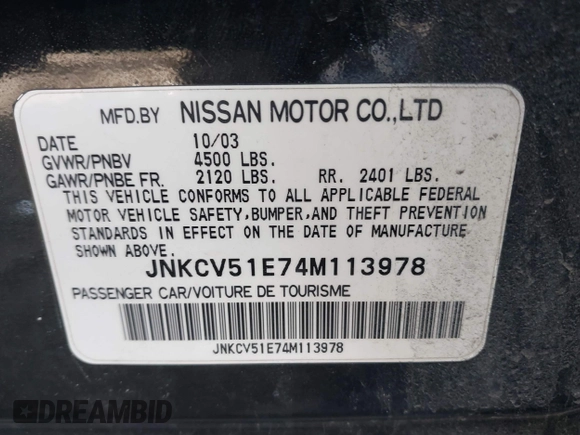 MFD.BY NISSAN MOTOR CO.,LTD
DATE 10/03
GVWR/PNBV 4500 LBS.
GAWR/PNBE FR. 2120 LBS. RR. 2401 LBS.
THIS VEHICLE CONFORMS TO ALL APPLICABLE FEDERAL
MOTOR VEHICLE SAFETY,BUMPER,AND THEFT PREVENTION
STANDARDS IN EFFECT ON THE DATE OF MANUFACTURE
SHOWN ABOVE.
JNKCV51E74M113978
PASSENGER CAR/VOITURE DE TOURISME
JNKCV51E74M113978
DREAMBID